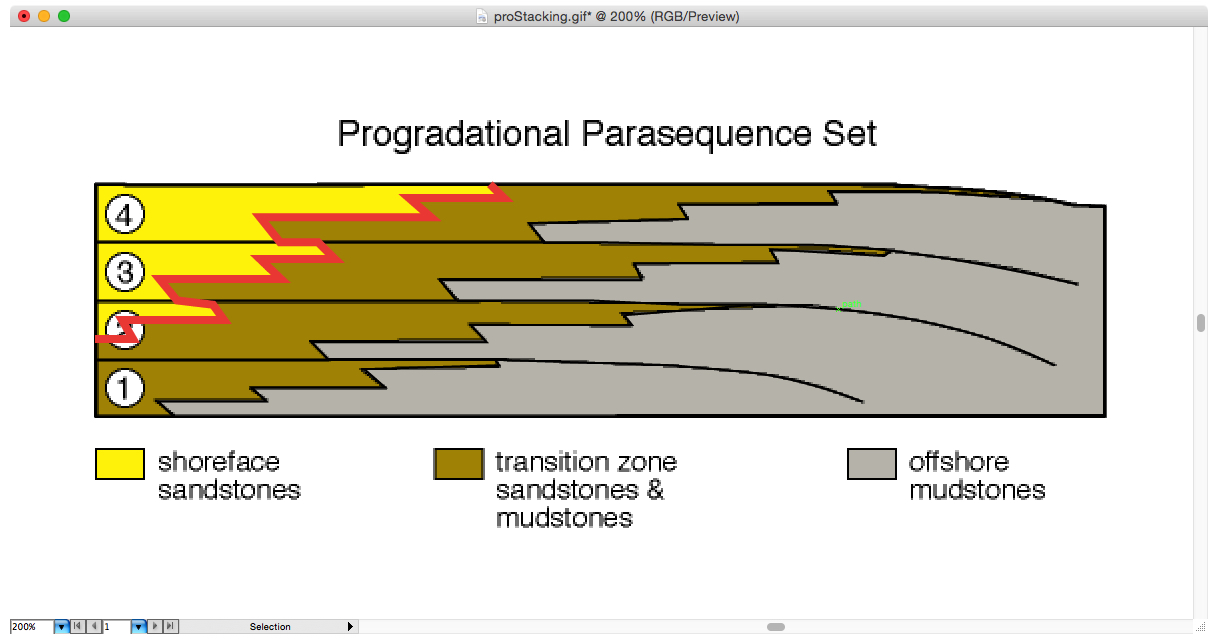 proStacking.gif* @ 200% (RGB/Preview)
Progradational Parasequence Set
4
3
1
shoreface
sandstones
transition zone
sandstones &
mudstones
offshore
mudstones
200%
1
Selection